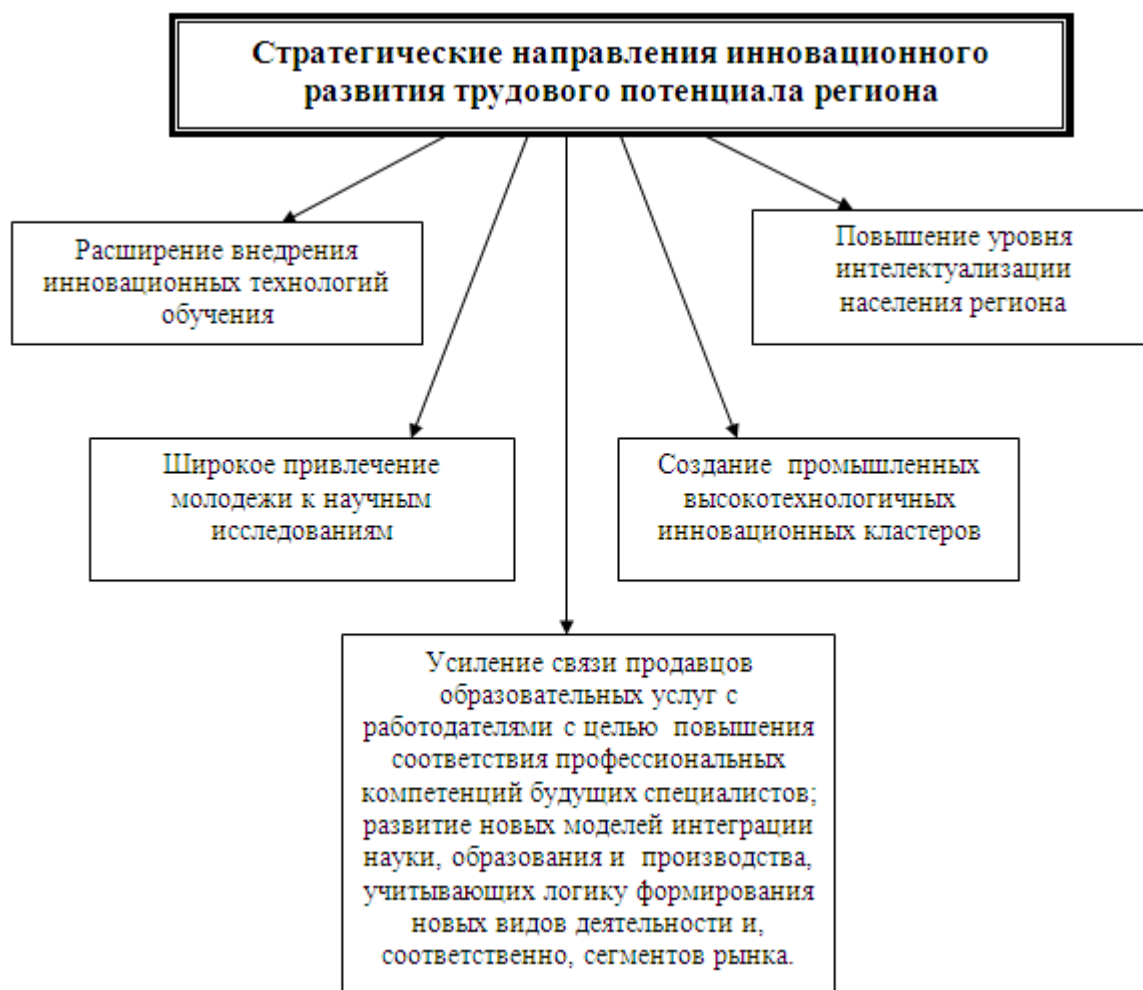 Стратегические направления инновационного
развития трудового потенциала региона
Расширение внедрения
инновационных технологий
обучения
Повышение уровня
интелектуализации
населения региона
Широкое привлечение
молодежи к научным
исследованиям
Создание промышленных
высокотехнологичных
инновационных кластеров
Усиление связи продавцов
образовательных услуг с
работодателями с целью повышения
соответствия профессиональных
компетенций будущих специалистов;
развитие новых моделей интеграции
науки, образования и производства,
учитывающих логику формирования
новых видов деятельности и,
соответственно, сегментов рынка.